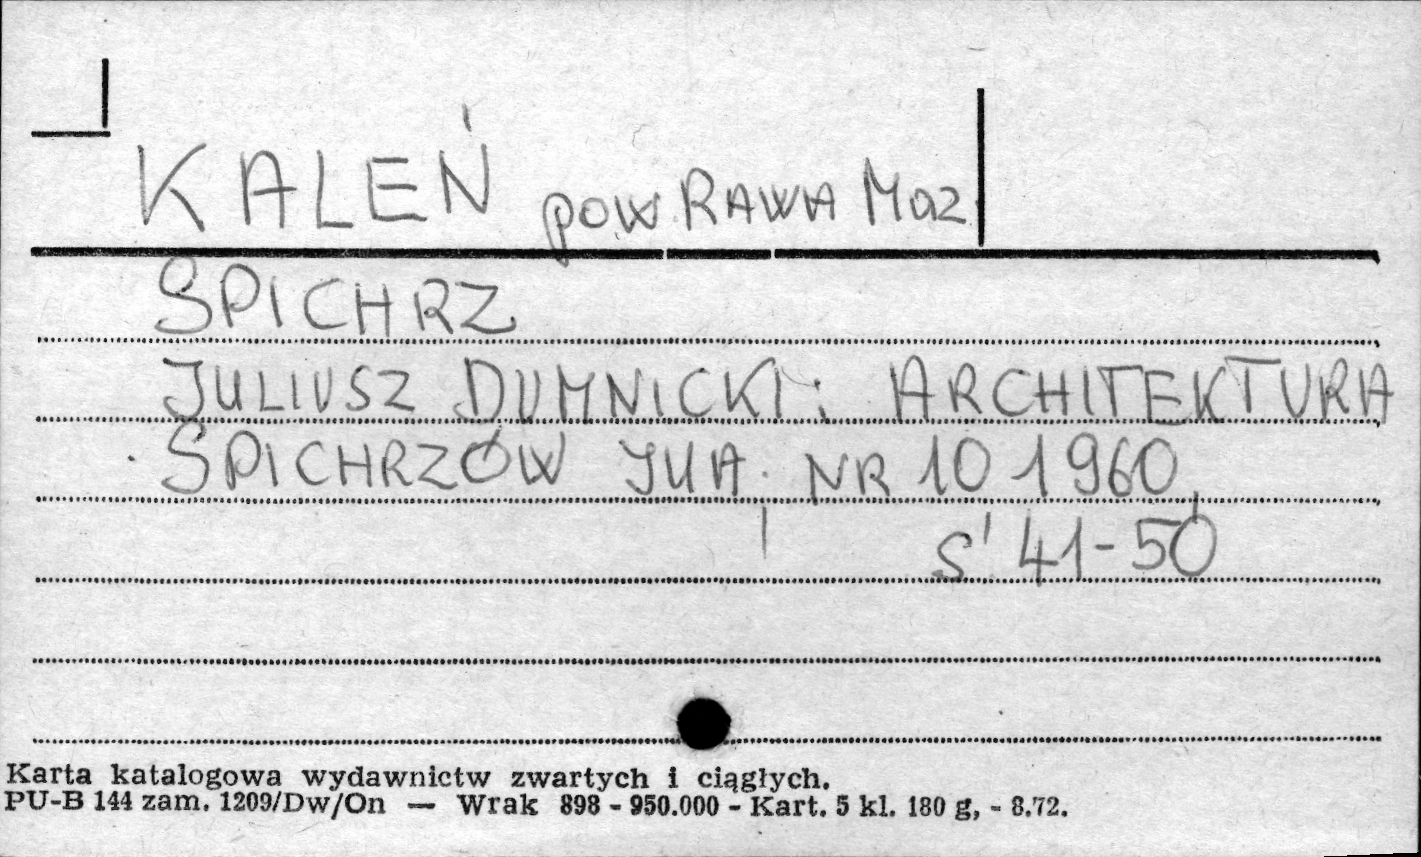 KALEŃ pow. RAWA Maz.
SPICHRZ
JULIUSZ DUMNICKI: ARCHITEKTURA
SPICHRZÓW JUA. NR 10 1960,
S. 41-50
Karta katalogowa wydawnictw zwartych i ciągłych.
PU-B 144 zam. 1209/Dw/On — Wrak 898 - 950.000 - Kart. 5 kl. 180 g, - 8.72.